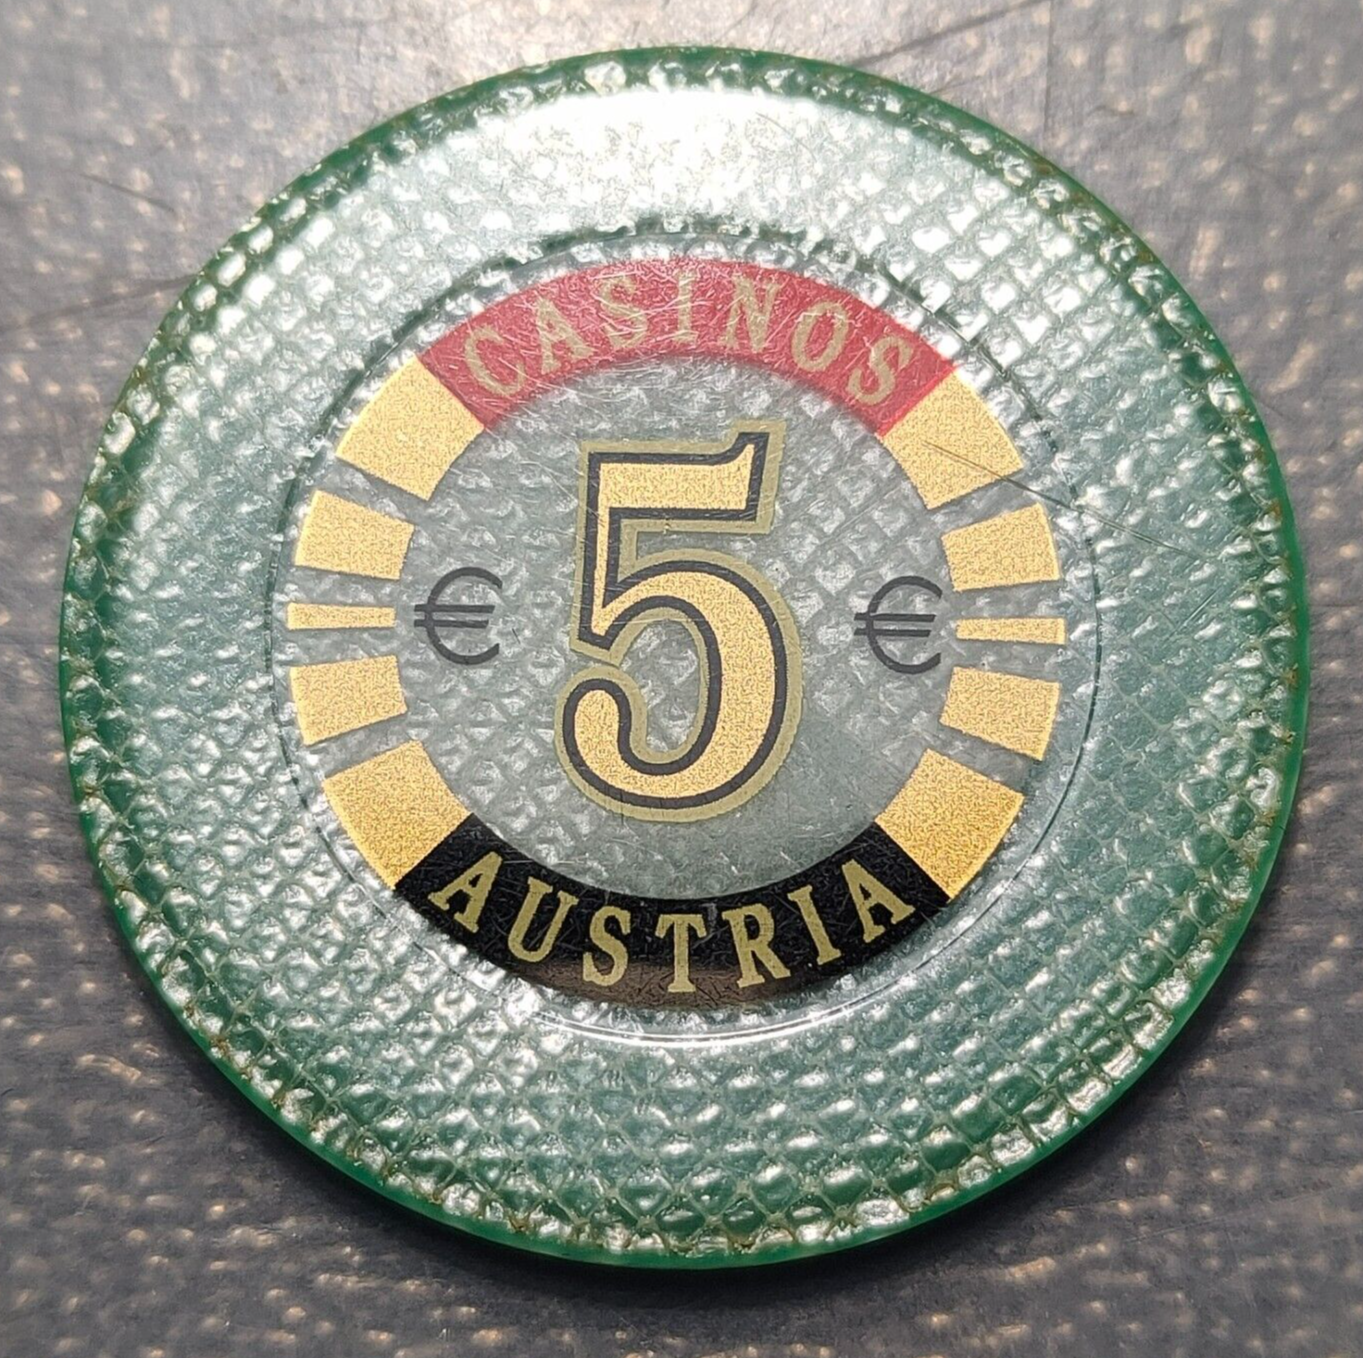 CASINOS
€ 5 €
AUSTRIA